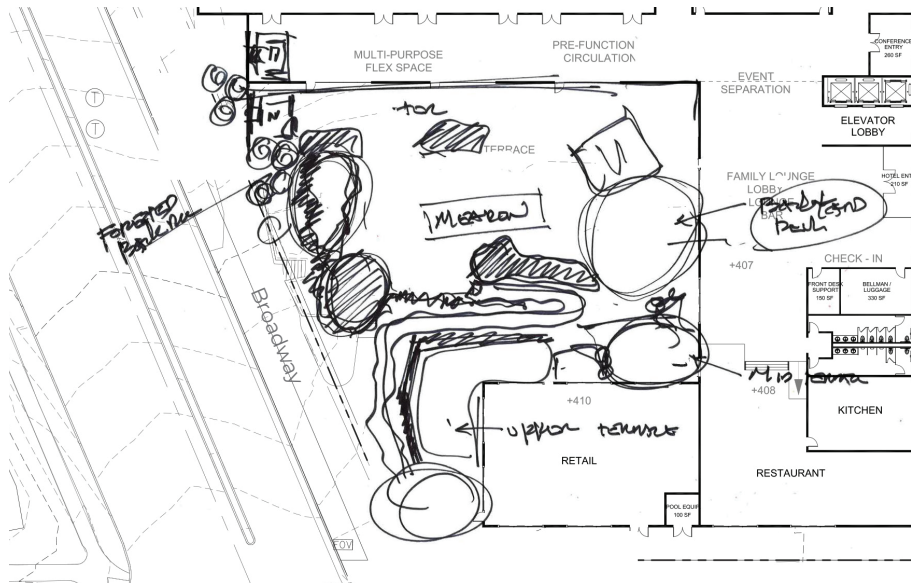 MULTI-PURPOSE
FLEX SPACE
PRE-FUNCTION
CIRCULATION
CONFERENCE
ENTRY
260 SF
EVENT
SEPARATION
ELEVATOR
LOBBY
T
T
TERRACE
HOTEL ENT
210 SF
FAMILY LOUNGE
LOBBY
LOUNGE
BAR
+407
CHECK - IN
FRONT DESK
SUPPORT
150 SF
BELLMAN /
LUGGAGE
330 SF
Broadway
UPPER TERRACE
+410
+408
KITCHEN
RETAIL
RESTAURANT
POOL EQUIP
100 SF
FOV